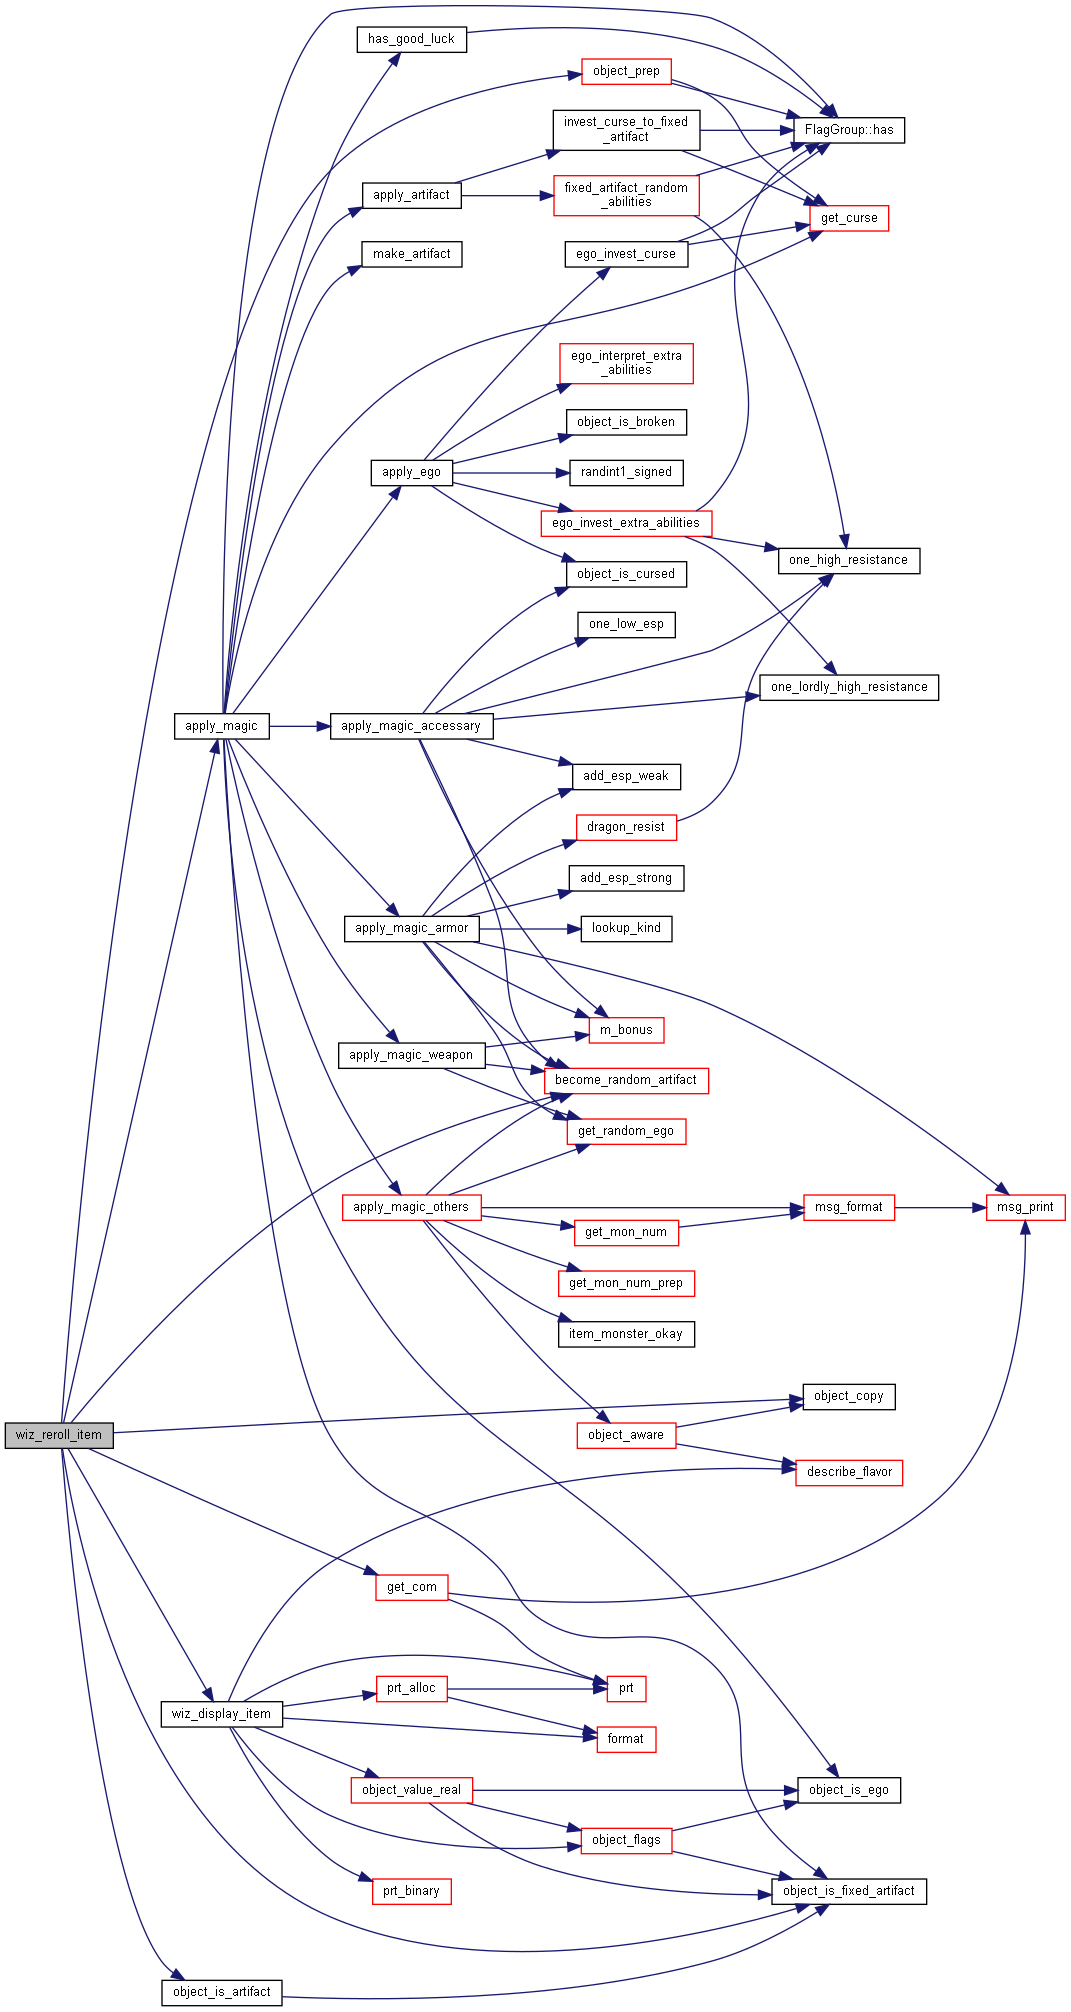 has_good_luck
object_prep
invest_curse_to_fixed
_artifact
FlagGroup::has
apply_artifact
fixed_artifact_random
_abilities
get_curse
make_artifact
ego_invest_curse
ego_interpret_extra
_abilities
object_is_broken
apply_ego
randint1_signed
ego_invest_extra_abilities
one_high_resistance
object_is_cursed
one_low_esp
one_lordly_high_resistance
apply_magic
apply_magic_accessary
add_esp_weak
dragon_resist
add_esp_strong
apply_magic_armor
lookup_kind
m_bonus
apply_magic_weapon
become_random_artifact
get_random_ego
apply_magic_others
msg_format
msg_print
get_mon_num
get_mon_num_prep
item_monster_okay
object_copy
wiz_reroll_item
object_aware
describe_flavor
get_com
prt_alloc
prt
wiz_display_item
format
object_value_real
object_is_ego
object_flags
prt_binary
object_is_fixed_artifact
object_is_artifact